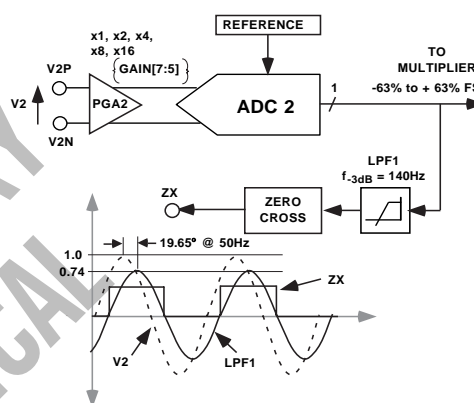 REFERENCE
x1, x2, x4,
x8, x16
{GAIN[7:5]}
V2P
V2
V2N
PGA2
ADC 2
1
TO
MULTIPLIER
-63% to + 63% FS
LPF1
f-3dB = 140Hz
ZERO
CROSS
ZX
19.65° @ 50Hz
1.0
0.74
ZX
V2
LPF1